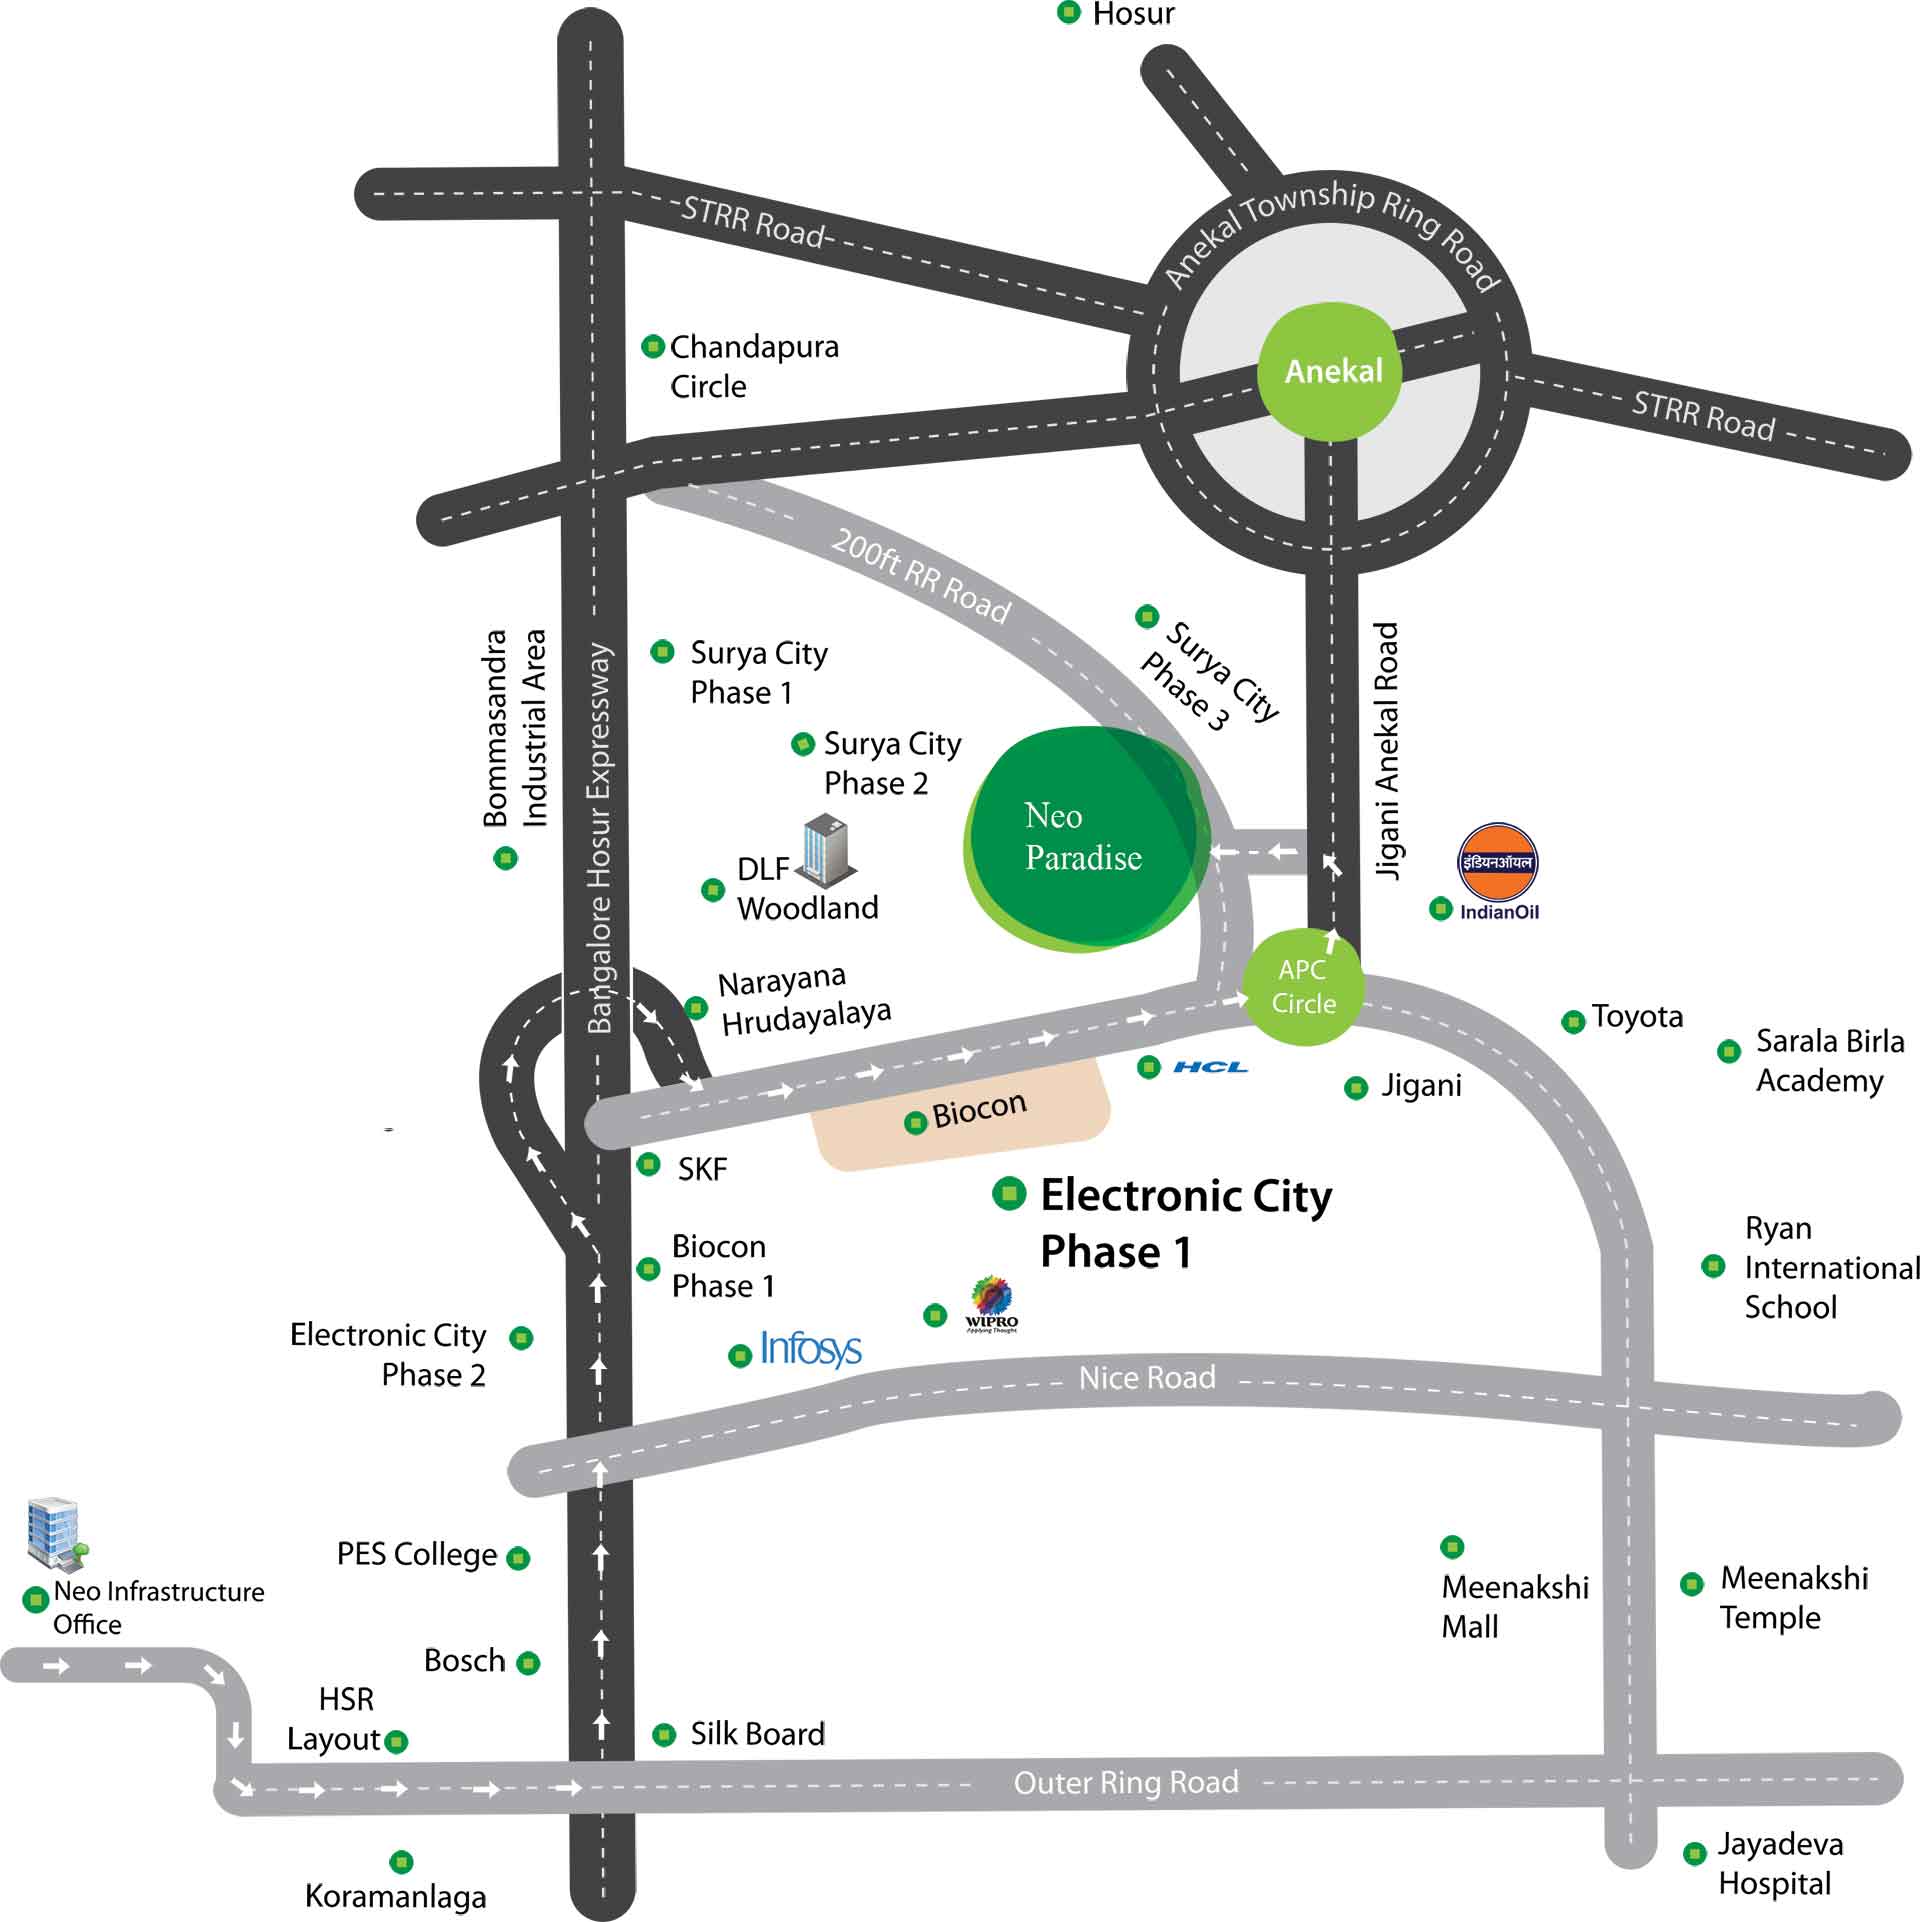 Hosur
Anekal Township Ring Road
STRR Road
Chandapura
Circle
Anekal
STRR Road
200ft RR Road
Surya City
Phase 3
Bommasandra
Industrial Area
Bangalore Hosur Expressway
Surya City
Phase 1
Jigani Anekal Road
Surya City
Phase 2
Neo
Paradise
DLF
Woodland
इंडियनऑयल
IndianOil
APC
Circle
Narayana
Hrudayalaya
Toyota
Sarala Birla
Academy
HCL
Jigani
Biocon
SKF
Electronic City
Phase 1
Biocon
Phase 1
Ryan
International
School
WIPRO
Applying Thought
Infosys
Electronic City
Phase 2
Nice Road
PES College
Neo Infrastructure
Office
Meenakshi
Mall
Meenakshi
Temple
Bosch
HSR
Layout
Silk Board
Outer Ring Road
Koramanlaga
Jayadeva
Hospital